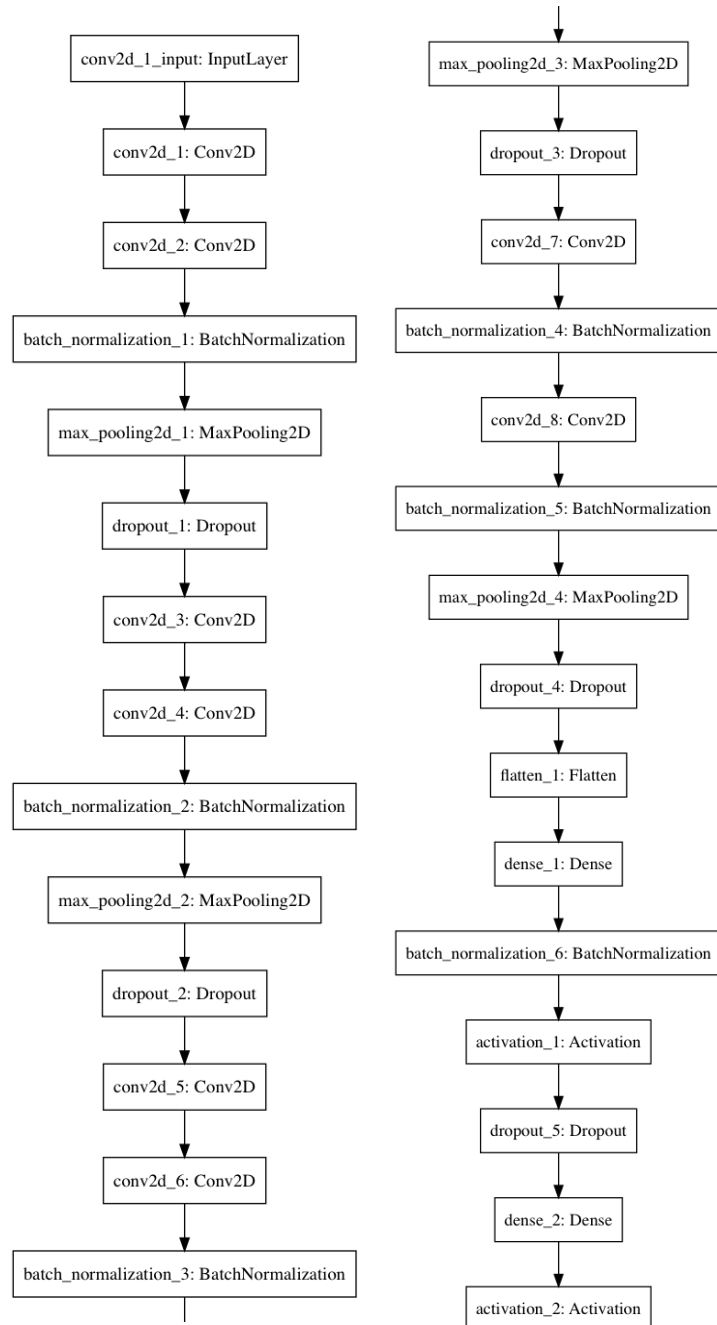 conv2d_1_input: InputLayer
conv2d_1: Conv2D
conv2d_2: Conv2D
batch_normalization_1: BatchNormalization
max_pooling2d_1: MaxPooling2D
dropout_1: Dropout
conv2d_3: Conv2D
conv2d_4: Conv2D
batch_normalization_2: BatchNormalization
max_pooling2d_2: MaxPooling2D
dropout_2: Dropout
conv2d_5: Conv2D
conv2d_6: Conv2D
batch_normalization_3: BatchNormalization
max_pooling2d_3: MaxPooling2D
dropout_3: Dropout
conv2d_7: Conv2D
batch_normalization_4: BatchNormalization
conv2d_8: Conv2D
batch_normalization_5: BatchNormalization
max_pooling2d_4: MaxPooling2D
dropout_4: Dropout
flatten_1: Flatten
dense_1: Dense
batch_normalization_6: BatchNormalization
activation_1: Activation
dropout_5: Dropout
dense_2: Dense
activation_2: Activation